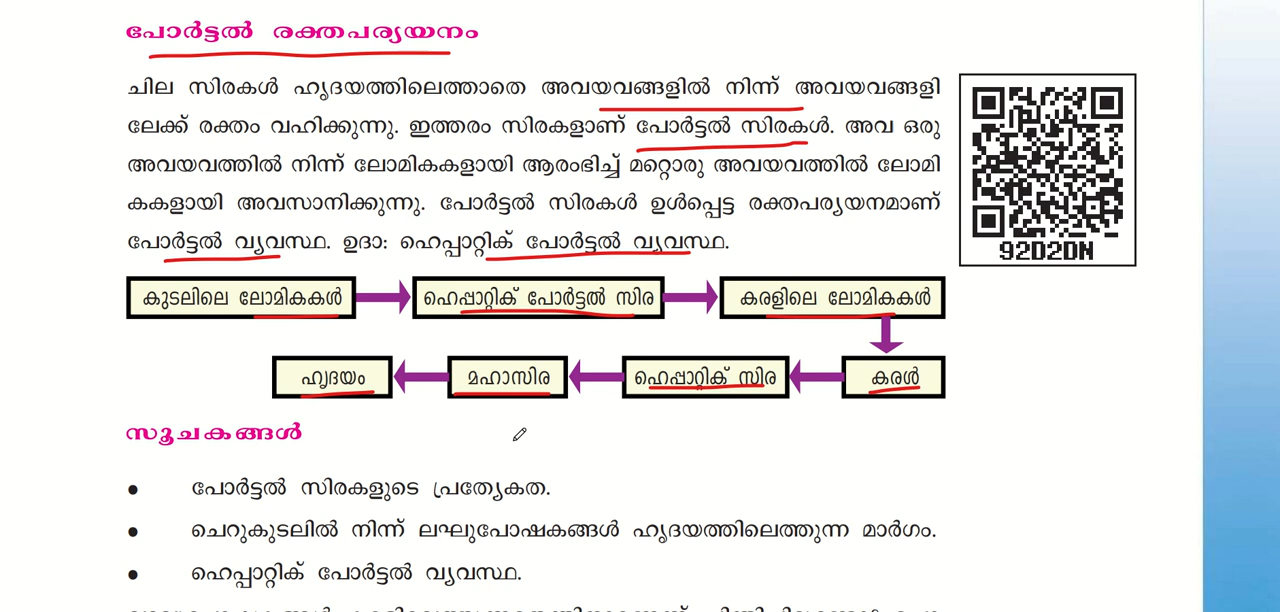 പോർട്ടൽ രക്തപര്യയനം
ചില സിരകൾ ഹൃദയത്തിലെത്താതെ അവയവങ്ങളിൽ നിന്ന് അവയവങ്ങളി
ലേക്ക് രക്തം വഹിക്കുന്നു. ഇത്തരം സിരകളാണ് പോർട്ടൽ സിരകൾ. അവ ഒരു
അവയവത്തിൽ നിന്ന് ലോമികകളായി ആരംഭിച്ച് മറ്റൊരു അവയവത്തിൽ ലോമി
കകളായി അവസാനിക്കുന്നു. പോർട്ടൽ സിരകൾ ഉൾപ്പെട്ട രക്തപര്യയനമാണ്
പോർട്ടൽ വ്യവസ്ഥ. ഉദാ: ഹെപ്പാറ്റിക് പോർട്ടൽ വ്യവസ്ഥ.
92D2DN
കുടലിലെ ലോമികകൾ
ഹെപ്പാറ്റിക് പോർട്ടൽ സിര
കരളിലെ ലോമികകൾ
ഹൃദയം
മഹാസിര
ഹെപ്പാറ്റിക് സിര
കരൾ
സൂചകങ്ങൾ
● പോർട്ടൽ സിരകളുടെ പ്രത്യേകത.
● ചെറുകുടലിൽ നിന്ന് ലഘുപോഷകങ്ങൾ ഹൃദയത്തിലെത്തുന്ന മാർഗം.
● ഹെപ്പാറ്റിക് പോർട്ടൽ വ്യവസ്ഥ.